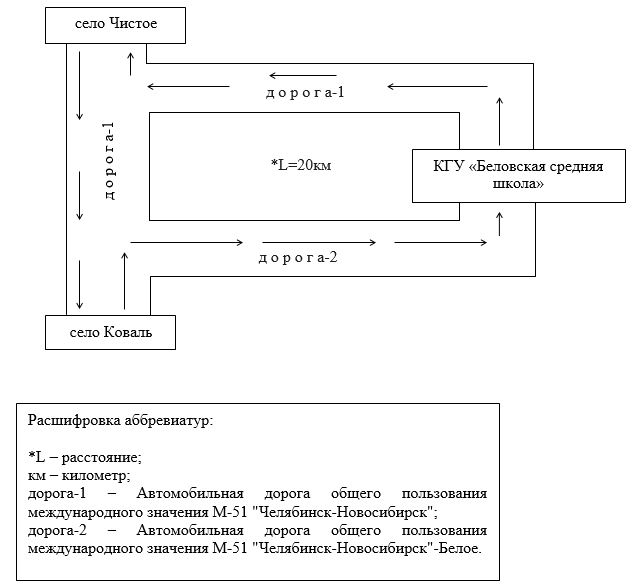 село Чистое
д о р о г а-1
д о р о г а-1
*L=20км
КГУ «Беловская средняя
школа»
д о р о г а-2
село Коваль
Расшифровка аббревиатур:
*L – расстояние;
км – километр;
дорога-1 – Автомобильная дорога общего пользования
международного значения М-51 "Челябинск-Новосибирск";
дорога-2 – Автомобильная дорога общего пользования
международного значения М-51 "Челябинск-Новосибирск"-Белое.